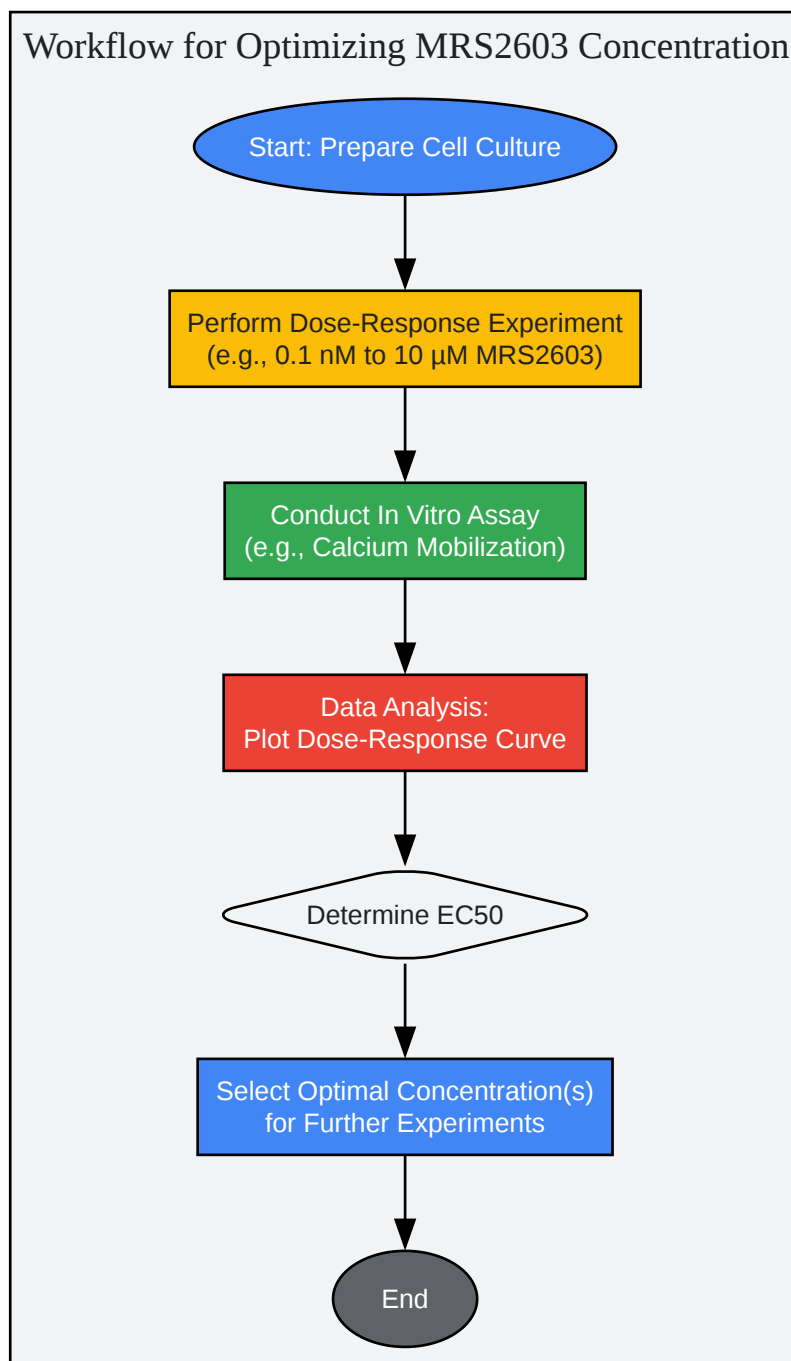 Workflow for Optimizing MRS2603 Concentration
Start: Prepare Cell Culture
Perform Dose-Response Experiment
(e.g., 0.1 nM to 10 µM MRS2603)
Conduct In Vitro Assay
(e.g., Calcium Mobilization)
Data Analysis:
Plot Dose-Response Curve
Determine EC50
Select Optimal Concentration(s)
for Further Experiments
End